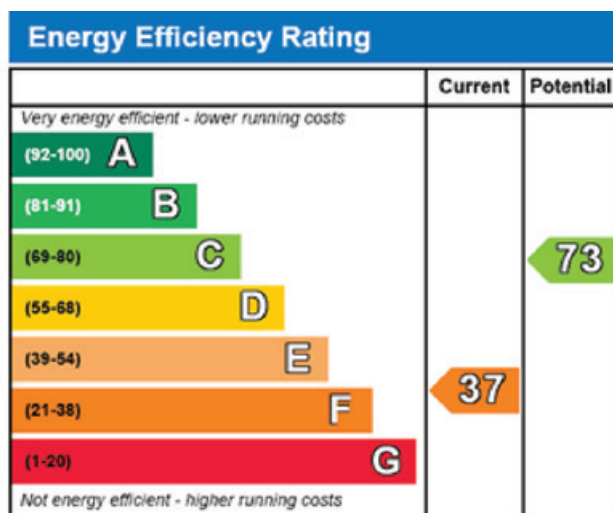 Energy Efficiency Rating
Current Potential
Very energy efficient - lower running costs
(92-100) A
(81-91) B
(69-80) C
73
(55-68) D
(39-54) E
37
(21-38) F
(1-20) G
Not energy efficient - higher running costs